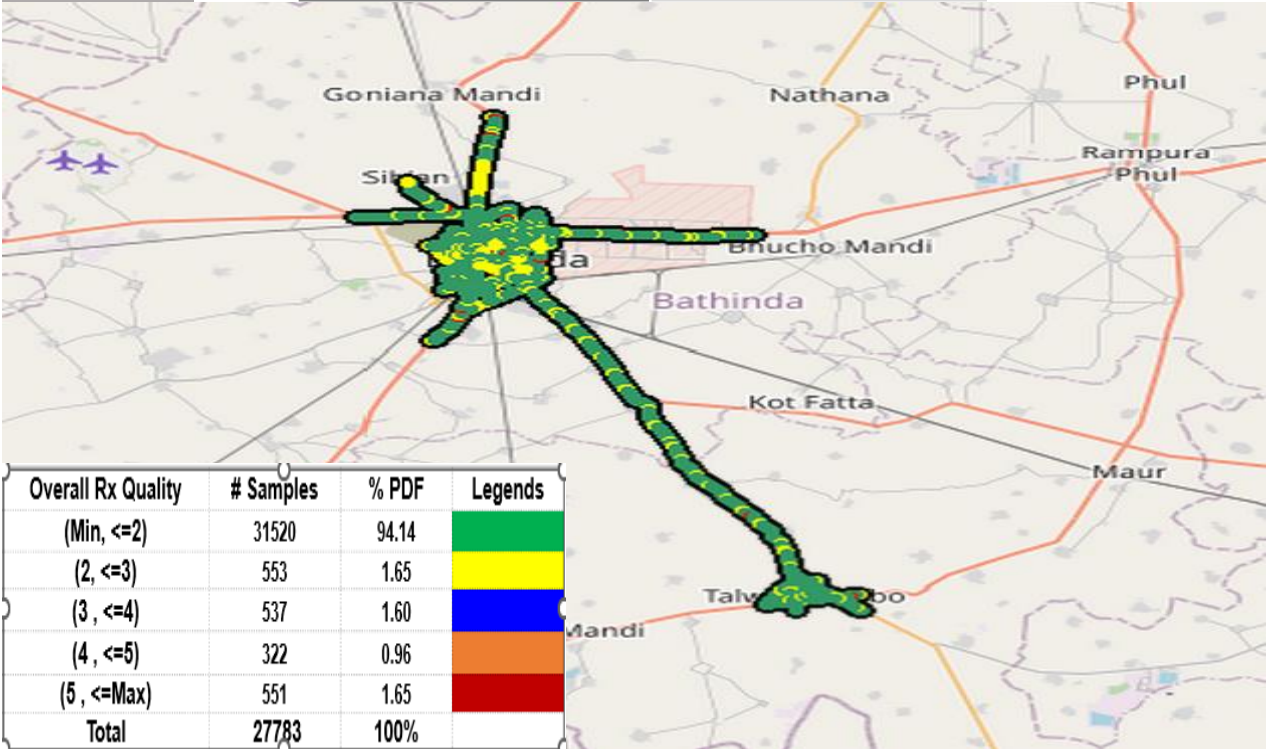 Goniana Mandi
Nathana
Phul
Rampura
Phul
Bhucho Mandi
Bathinda
Kot Fatta
Maur
Mandi
Overall Rx Quality # Samples % PDF Legends
(Min, <=2) 31520 94.14
(2, <=3) 553 1.65
(3 , <=4) 537 1.60
(4 , <=5) 322 0.96
(5 , <=Max) 551 1.65
Total 27783 100%